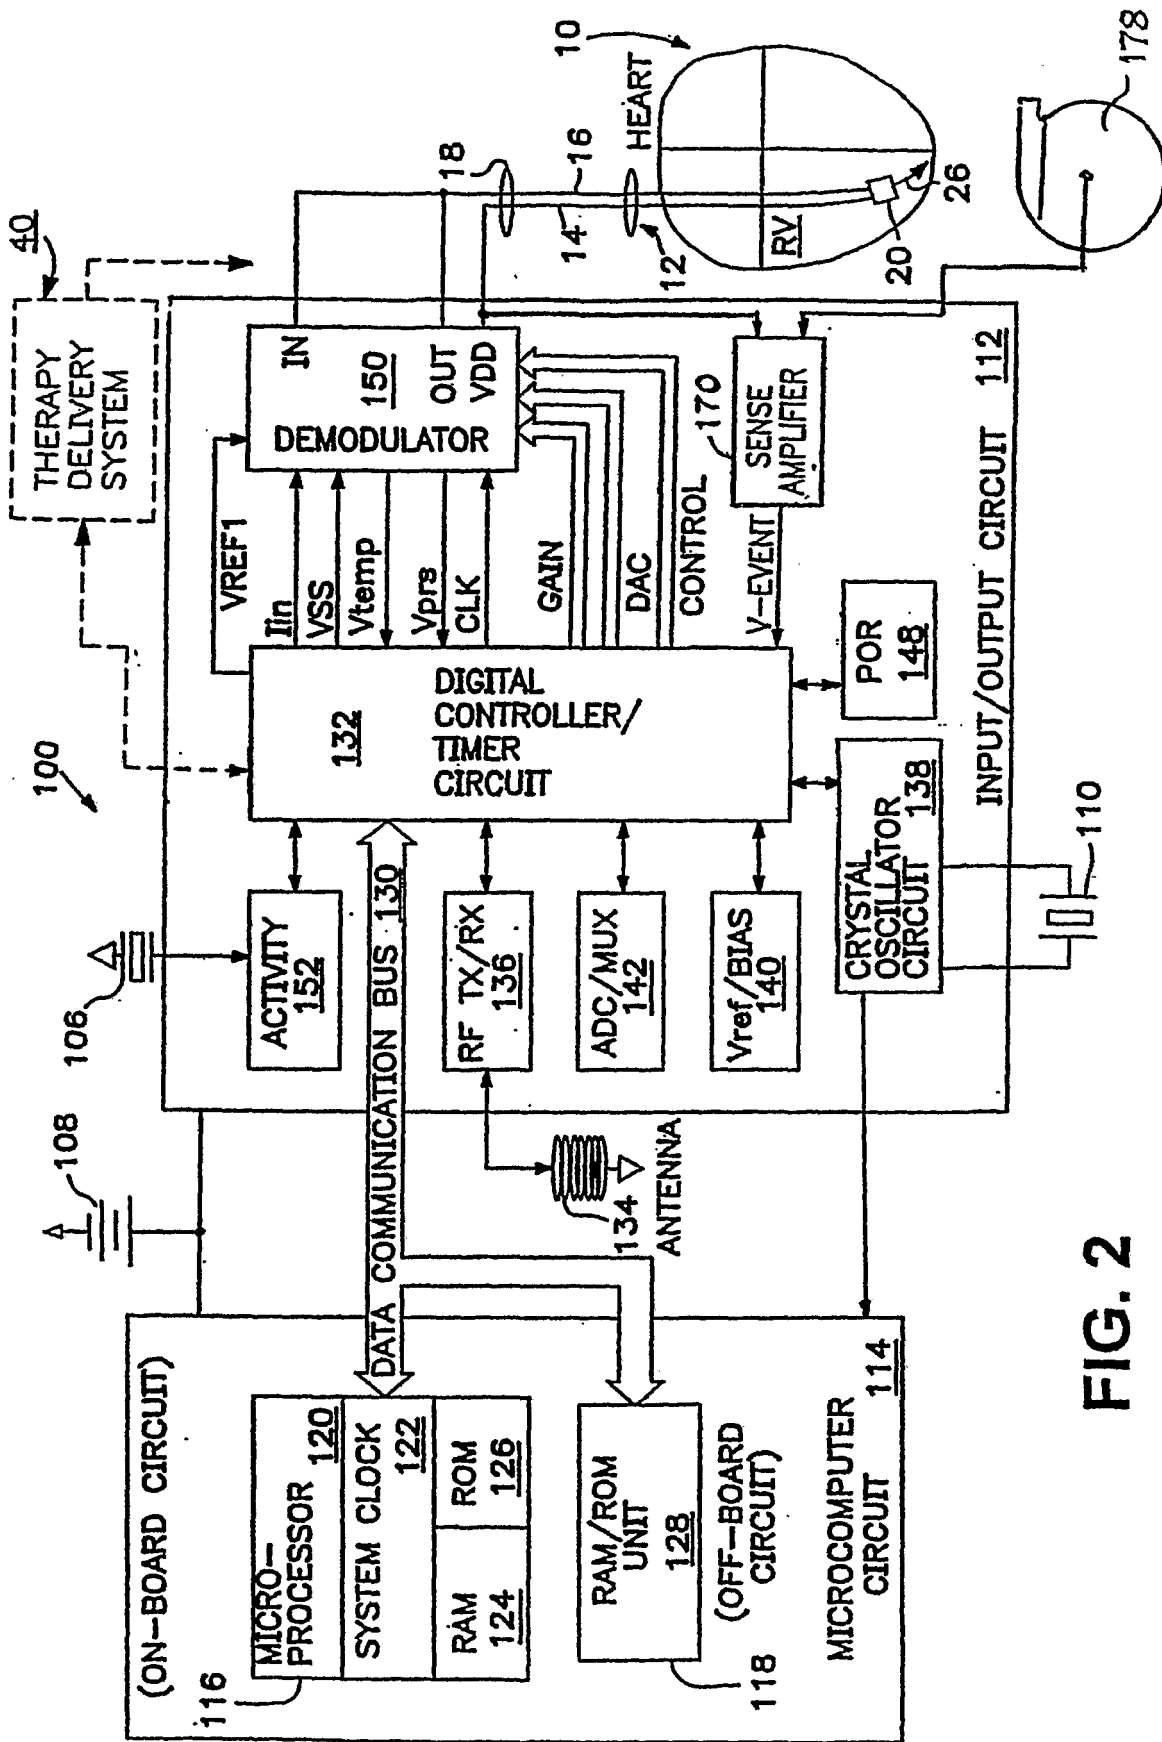 100
40
THERAPY
DELIVERY
SYSTEM
108
106
(ON-BOARD CIRCUIT)
116
MICRO-
PROCESSOR
120
SYSTEM CLOCK
122
RAM
124
ROM
126
RAM/ROM
UNIT
128
118
(OFF-BOARD
CIRCUIT)
MICROCOMPUTER
CIRCUIT
114
DATA COMMUNICATION BUS 130
134
ANTENNA
ACTIVITY
152
RF TX/RX
136
ADC/MUX
142
Vref/BIAS
140
CRYSTAL
OSCILLATOR
CIRCUIT
138
110
POR
148
132
DIGITAL
CONTROLLER/
TIMER
CIRCUIT
VREF1
Iin
VSS
Vtemp
Vprs
CLK
GAIN
DAC
CONTROL
V-EVENT
DEMODULATOR
150
IN
OUT
VDD
170
SENSE
AMPLIFIER
INPUT/OUTPUT CIRCUIT
112
18
14
16
12
HEART
10
RV
20
26
178
FIG. 2